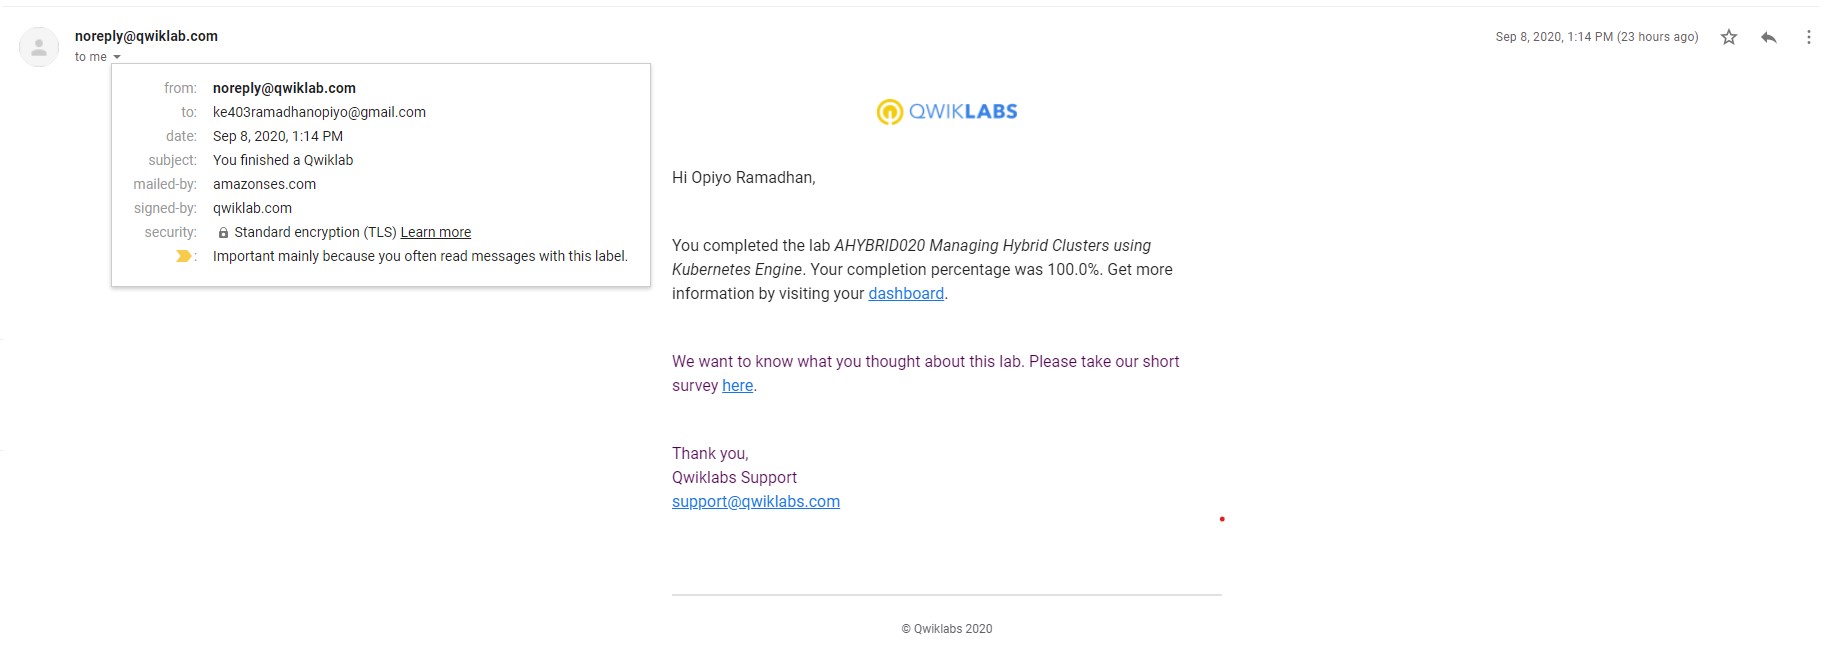 noreply@qwiklab.com
Sep 8, 2020, 1:14 PM (23 hours ago)
to me
from: noreply@qwiklab.com
to: ke403ramadhanopiyo@gmail.com
date: Sep 8, 2020, 1:14 PM
subject: You finished a Qwiklab
mailed-by: amazonses.com
signed-by: qwiklab.com
security: Standard encryption (TLS) Learn more
: Important mainly because you often read messages with this label.
QWIKLABS
Hi Opiyo Ramadhan,
You completed the lab AHYBRID020 Managing Hybrid Clusters using
Kubernetes Engine. Your completion percentage was 100.0%. Get more
information by visiting your dashboard.
We want to know what you thought about this lab. Please take our short
survey here.
Thank you,
Qwiklabs Support
support@qwiklabs.com
© Qwiklabs 2020